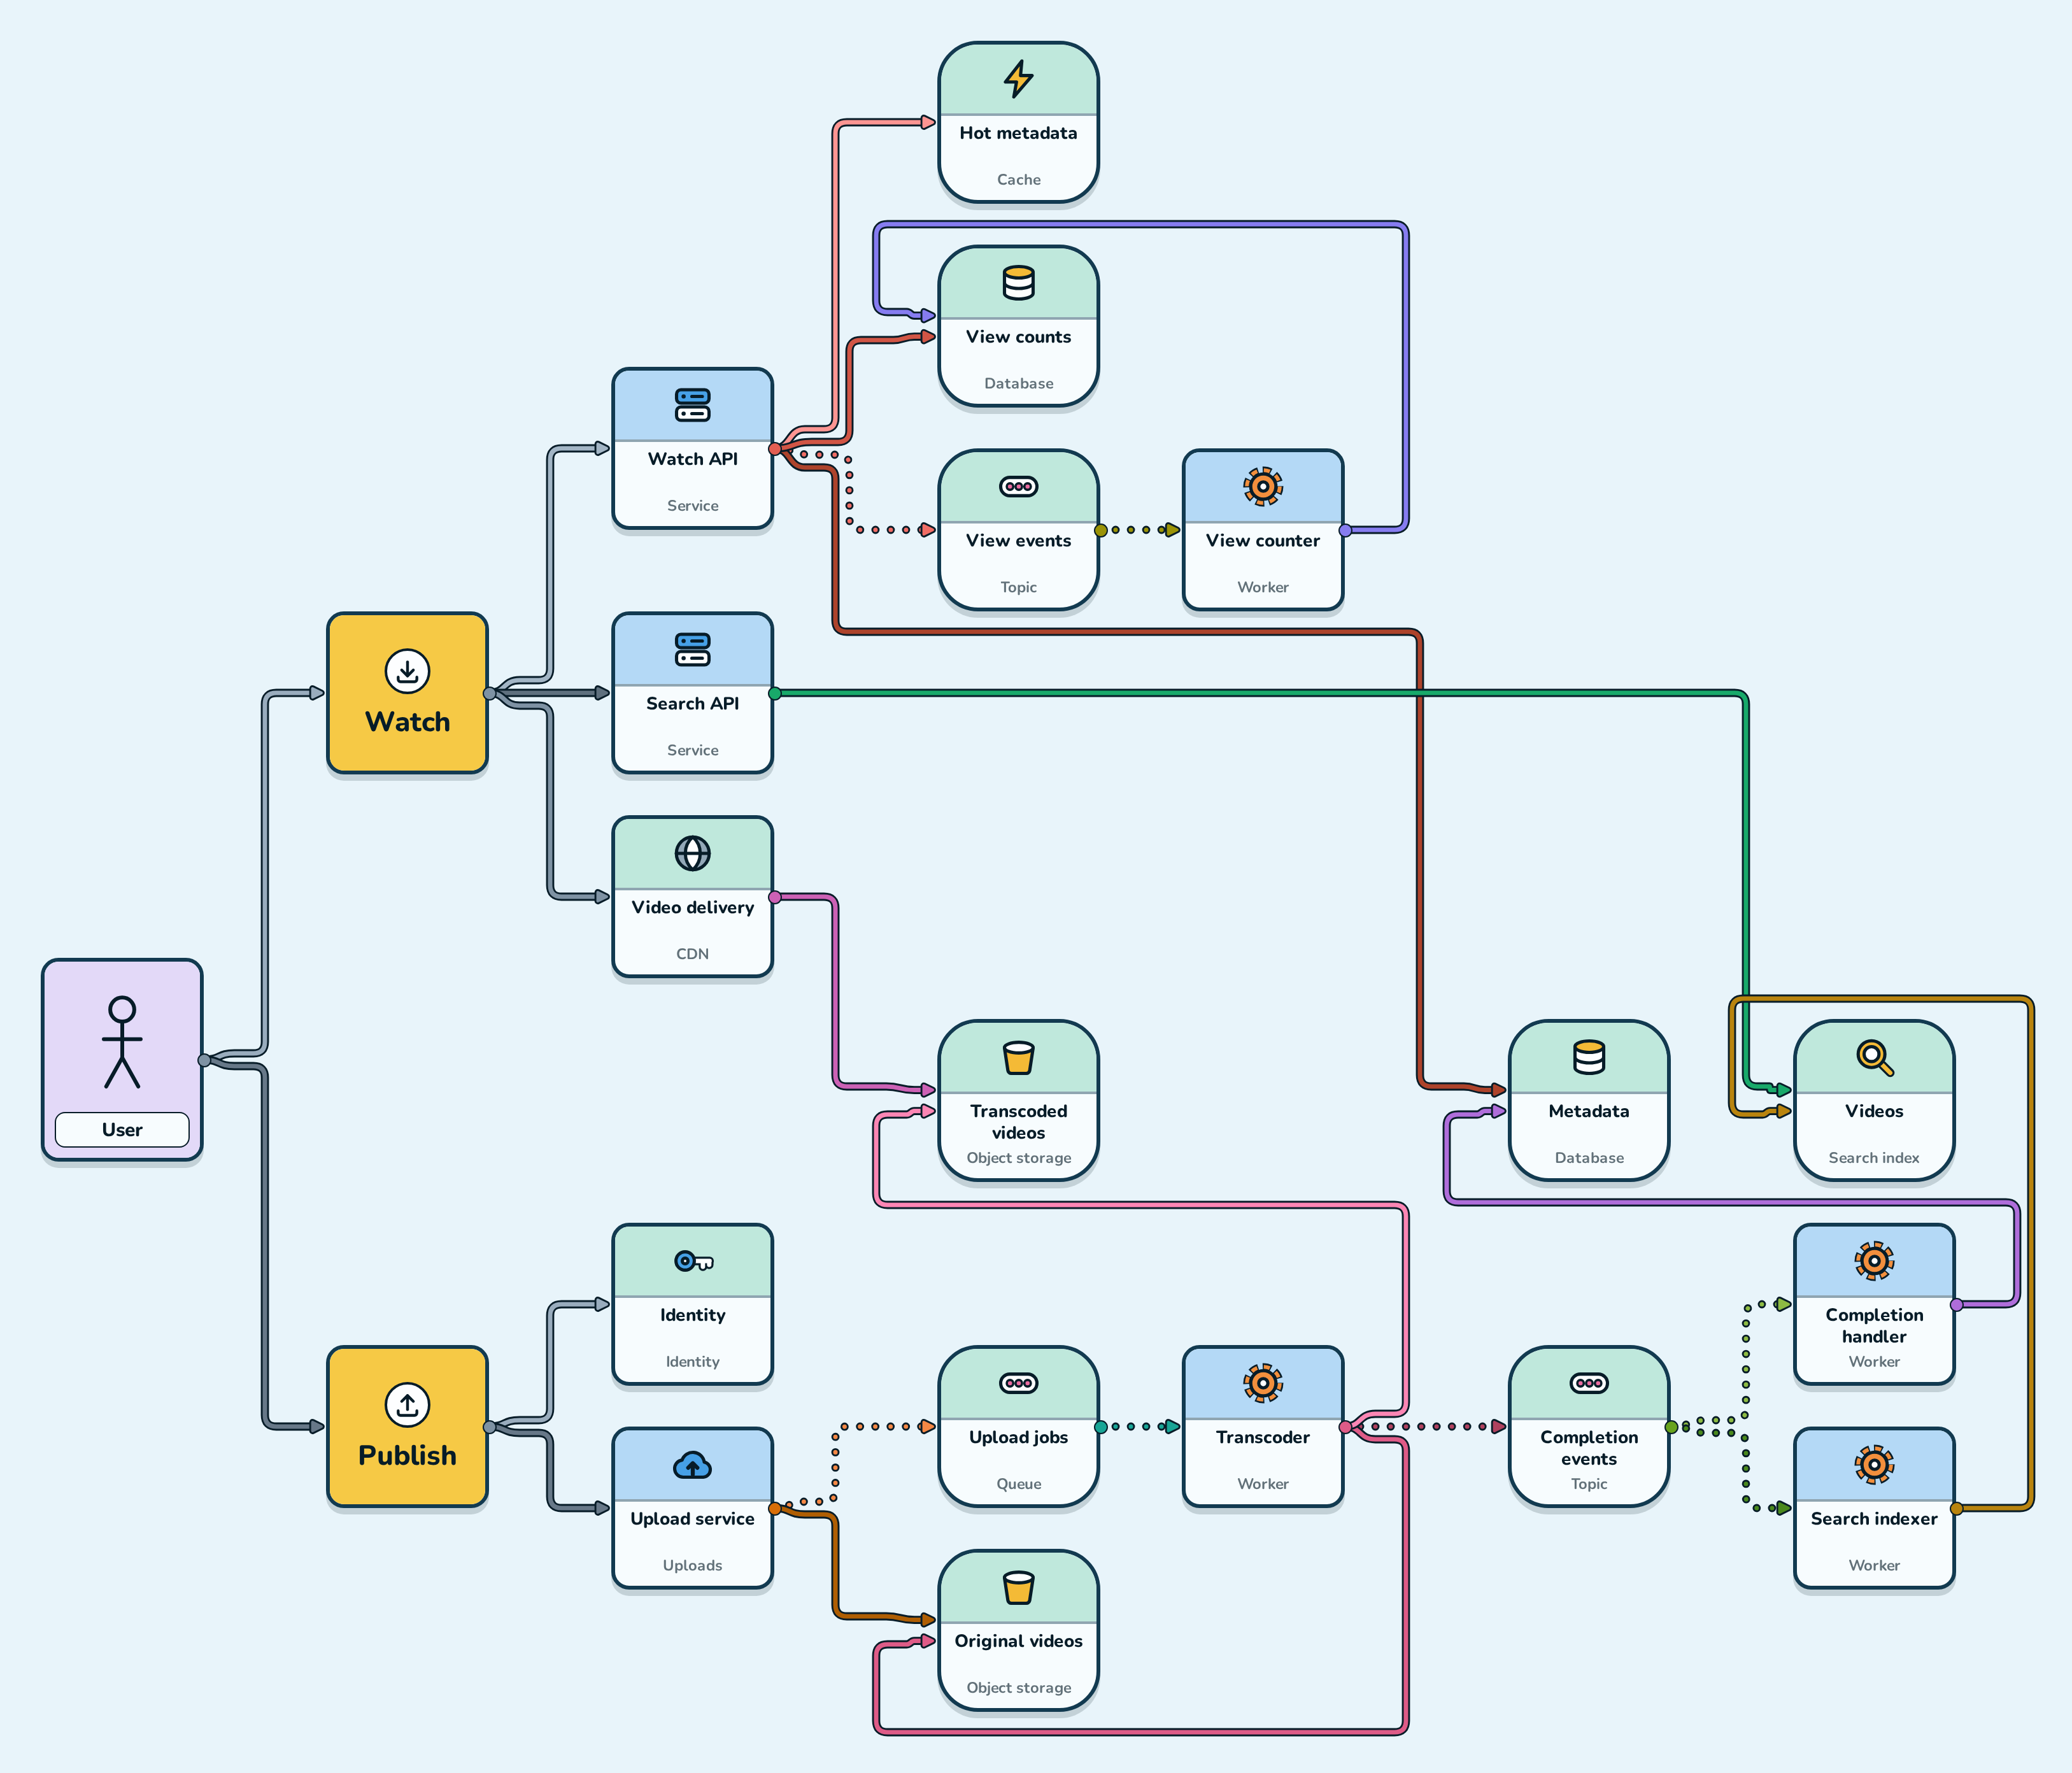 Hot metadata
Cache
View counts
Database
Watch API
Service
View events
Topic
View counter
Worker
Watch
Search API
Service
Video delivery
CDN
User
Transcoded
videos
Object storage
Metadata
Database
Videos
Search index
Identity
Identity
Completion
handler
Worker
Publish
Upload service
Uploads
Upload jobs
Queue
Transcoder
Worker
Completion
events
Topic
Search indexer
Worker
Original videos
Object storage